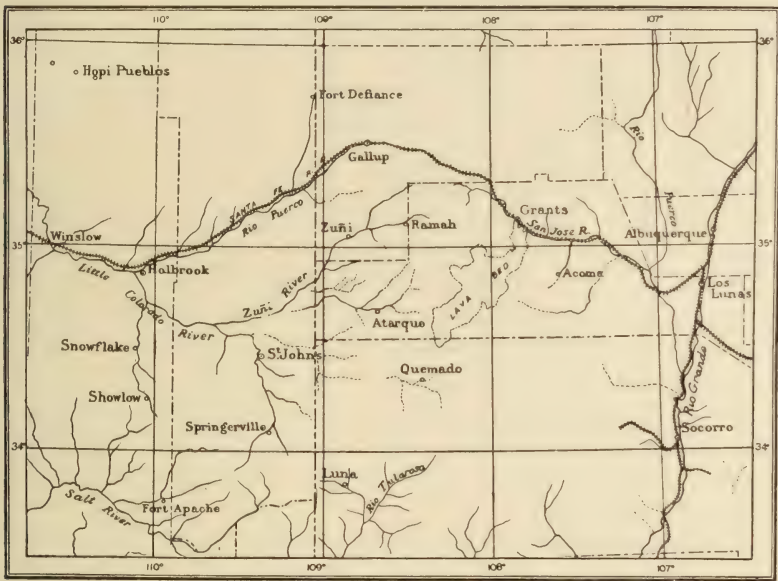 110° 109° 108° 107°
36° 36°
Hopi Pueblos
Fort Defiance
Rio Puerco
Gallup
SANTA FE R. R.
Rio Puerco
Grants
San Jose R.
Zuñi
Ramah
Albuquerque
35° 35°
Winslow
Little Colorado River
Holbrook
Zuñi River
LAVA BED
Acoma
Los Lunas
Atarque
Snowflake
St. Johns
Quemado
Rio Grande
Showlow
Springerville
Socorro
34° 34°
Luna
Rio Tularosa
Salt River
Fort Apache
110° 109° 108° 107°